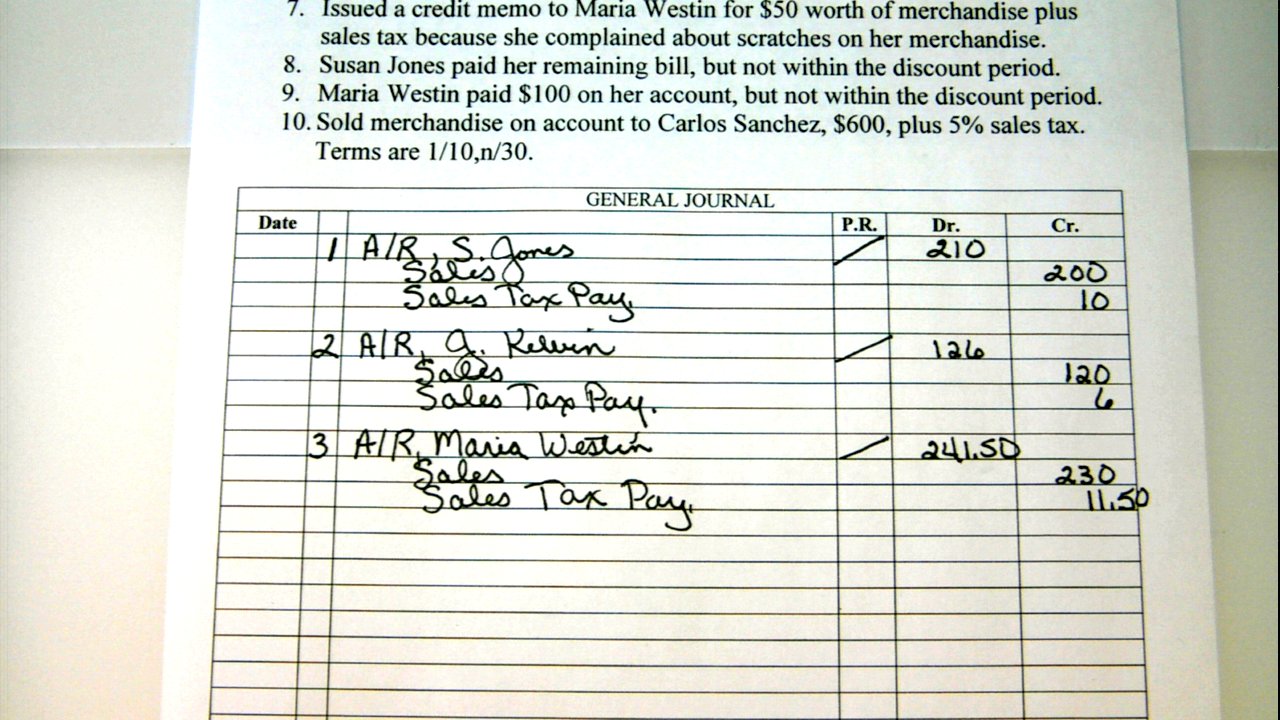 7. Issued a credit memo to Maria Westin for $50 worth of merchandise plus
sales tax because she complained about scratches on her merchandise.
8. Susan Jones paid her remaining bill, but not within the discount period.
9. Maria Westin paid $100 on her account, but not within the discount period.
10. Sold merchandise on account to Carlos Sanchez, $600, plus 5% sales tax.
Terms are 1/10,n/30.
GENERAL JOURNAL
Date P.R. Dr. Cr.
1 A/R, S. Jones 210
Sales 200
Sales Tax Pay. 10
2 A/R, J. Kelvin 126
Sales 120
Sales Tax Pay. 6
3 A/R, Maria Westin 241.50
Sales 230
Sales Tax Pay. 11.50